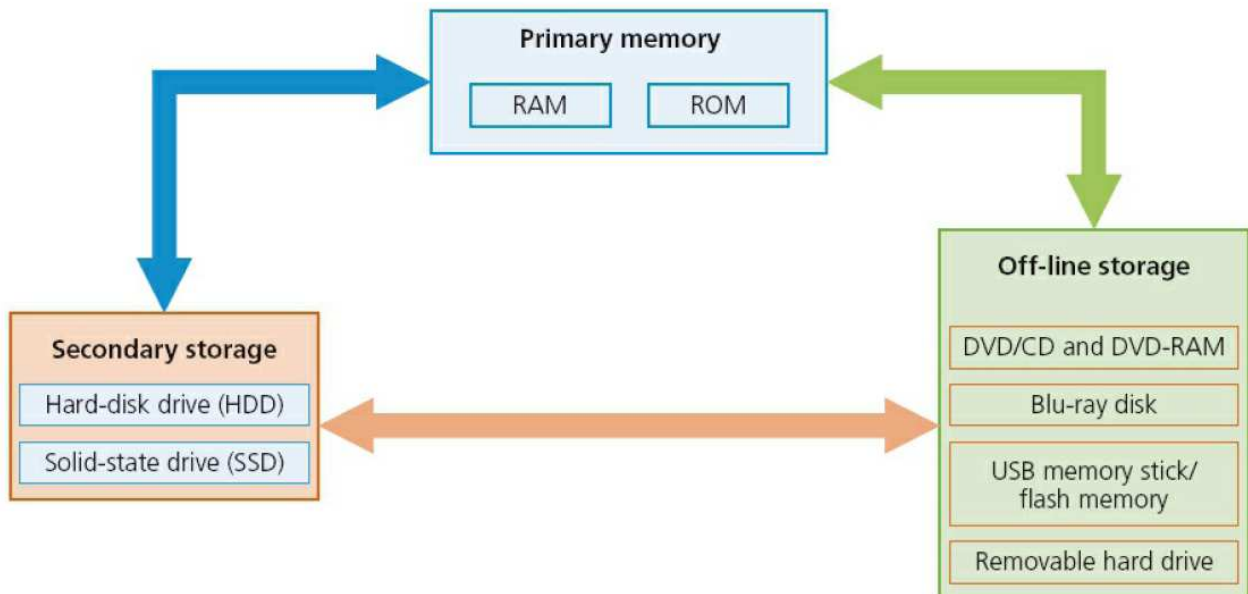 Primary memory
RAM
ROM
Secondary storage
Hard-disk drive (HDD)
Solid-state drive (SSD)
Off-line storage
DVD/CD and DVD-RAM
Blu-ray disk
USB memory stick/
flash memory
Removable hard drive